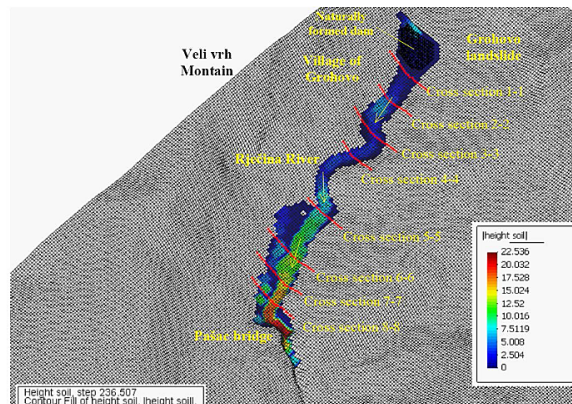 Naturally
formed dam
Grohovo
landslide
Veli vrh
Montain
Village of
Grohovo
Cross section 1-1
Cross section 2-2
Cross section 3-3
Rječina River
Cross section 4-4
Cross section 5-5
Cross section 6-6
Cross section 7-7
Cross section 8-8
Pašac bridge
|height soil|
22.536
20.032
17.528
15.024
12.52
10.016
7.5119
5.008
2.504
0
Height soil, step 236.507
Contour Fill of height soil, |height soil|.